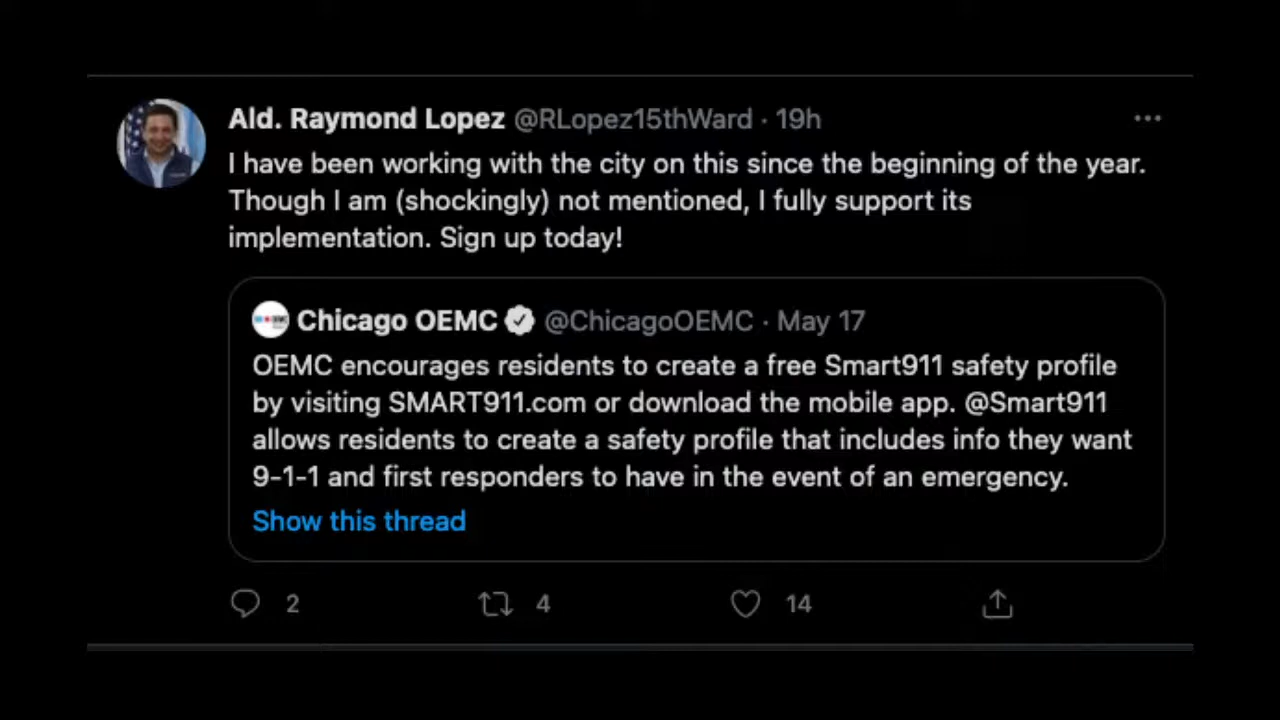 Ald. Raymond Lopez @RLopez15thWard · 19h
I have been working with the city on this since the beginning of the year.
Though I am (shockingly) not mentioned, I fully support its
implementation. Sign up today!
Chicago OEMC @ChicagoOEMC · May 17
OEMC encourages residents to create a free Smart911 safety profile
by visiting SMART911.com or download the mobile app. @Smart911
allows residents to create a safety profile that includes info they want
9-1-1 and first responders to have in the event of an emergency.
Show this thread
2 4 14